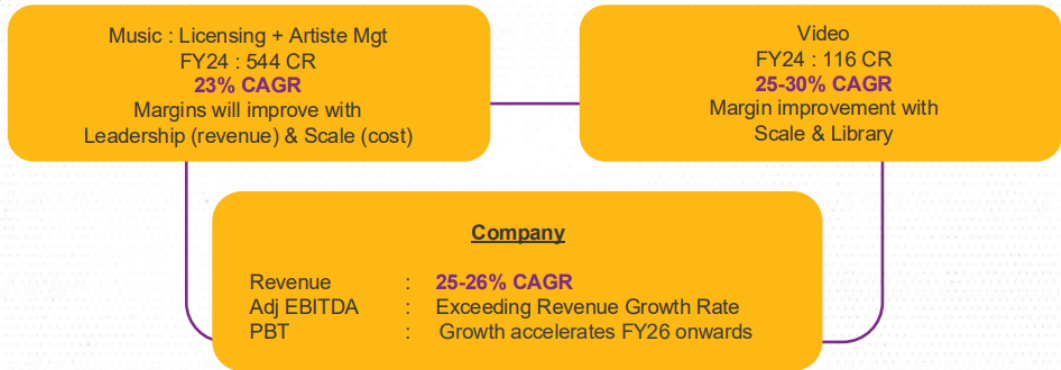 Music : Licensing + Artiste Mgt
FY24 : 544 CR
23% CAGR
Margins will improve with
Leadership (revenue) & Scale (cost)
Video
FY24 : 116 CR
25-30% CAGR
Margin improvement with
Scale & Library
Company
Revenue : 25-26% CAGR
Adj EBITDA : Exceeding Revenue Growth Rate
PBT : Growth accelerates FY26 onwards